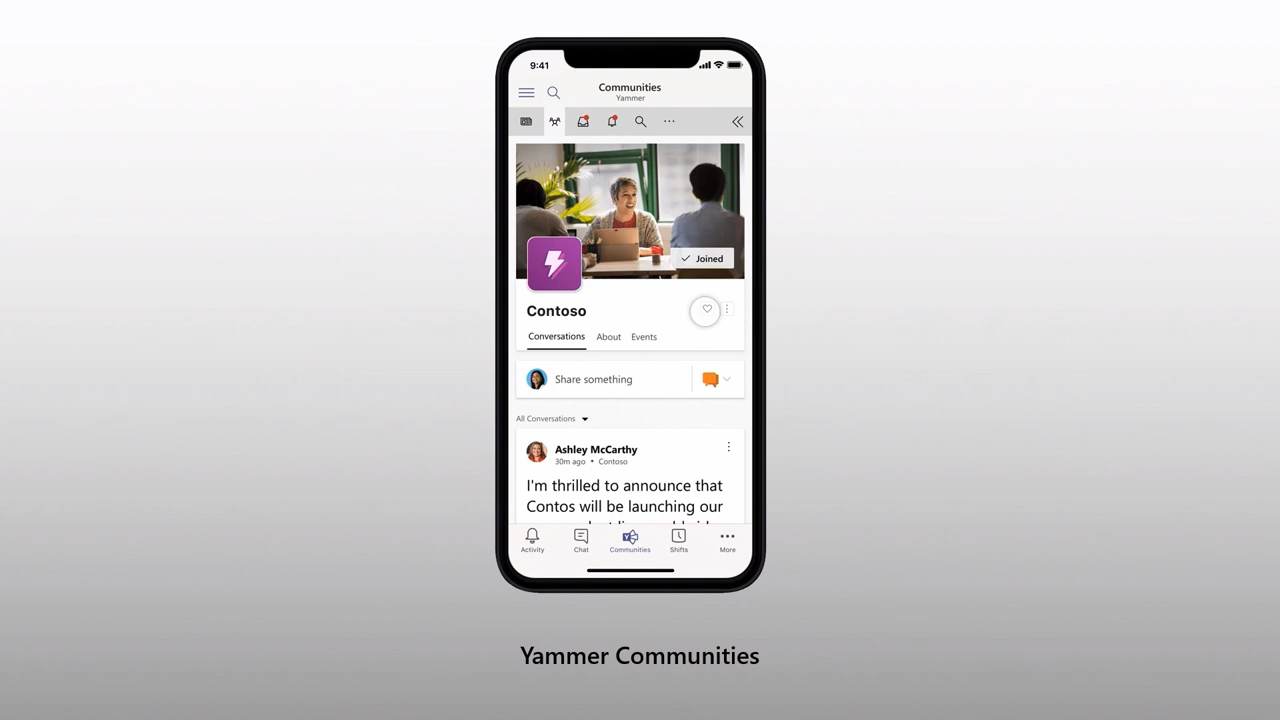 9:41
Communities
Yammer
Joined
Contoso
Conversations About Events
Share something
All Conversations
Ashley McCarthy
30m ago • Contoso
I'm thrilled to announce that
Contos will be launching our
Activity Chat Communities Shifts More
Yammer Communities